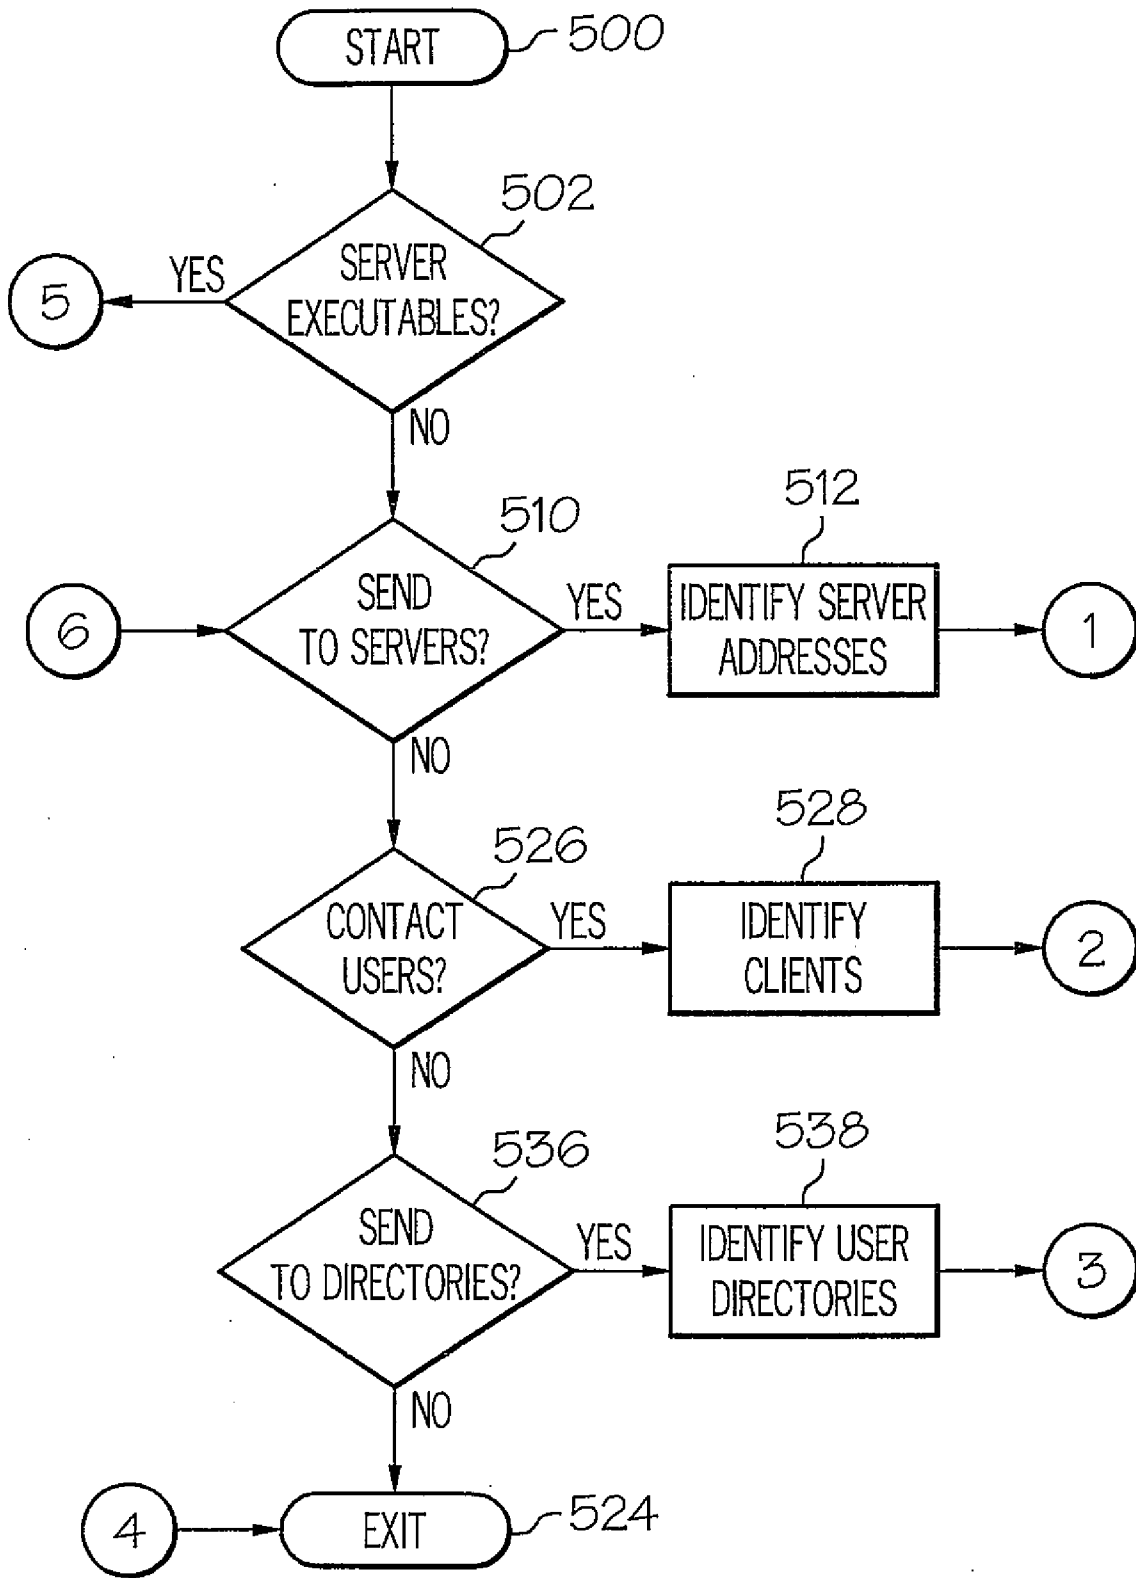 START
500
502
SERVER
EXECUTABLES?
YES
5
NO
510
512
SEND
TO SERVERS?
6
YES
IDENTIFY SERVER
ADDRESSES
1
NO
526
528
CONTACT
USERS?
YES
IDENTIFY
CLIENTS
2
NO
536
538
SEND
TO DIRECTORIES?
YES
IDENTIFY USER
DIRECTORIES
3
NO
4
EXIT
524